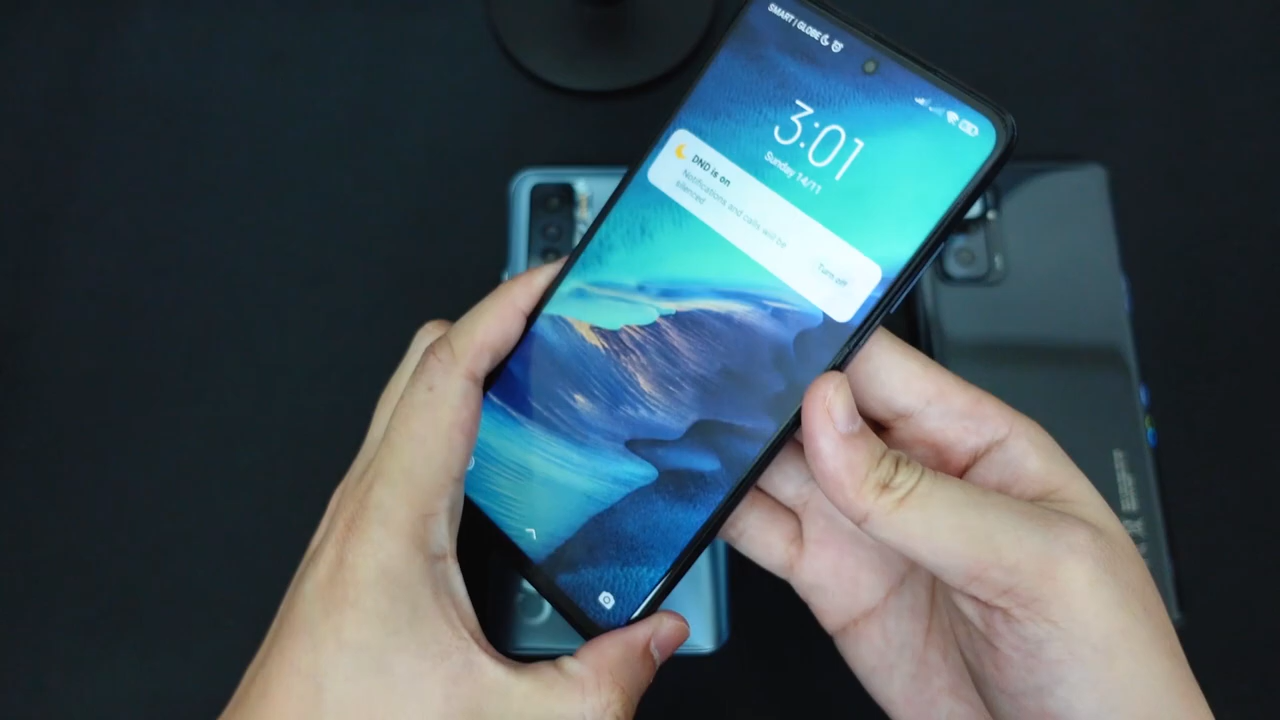 SMART | GLOBE
3:01
Sunday 14/11
DND is on
Notifications and calls will be
silenced
Turn off